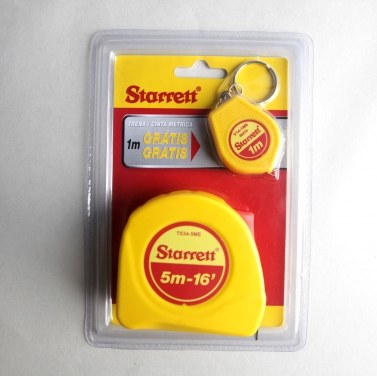 Starrett®
TRENA / CINTA METRICA
1m GRÁTIS
GRATIS
Starrett
1m
TS34-5ME
Starrett®
5m-16'